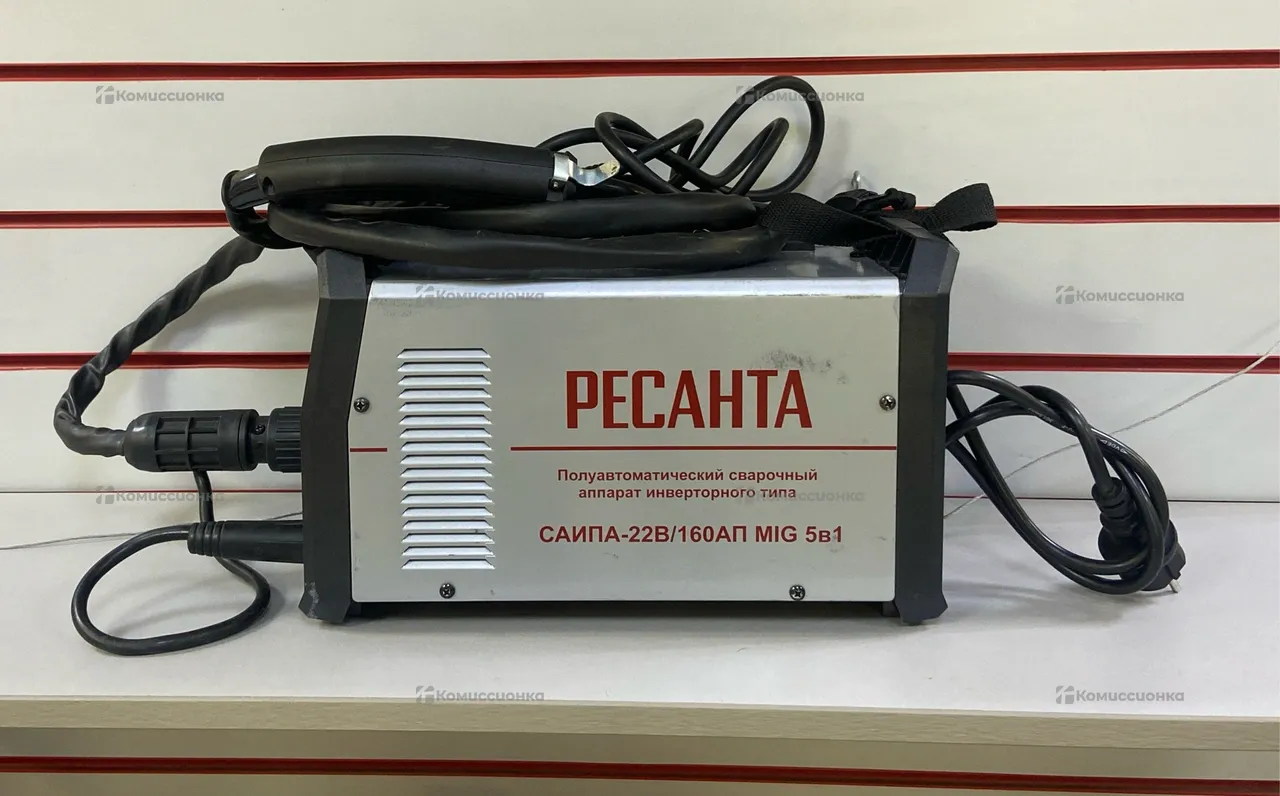 Комиссионка
Комиссионка
Комиссионка
Комиссионка
РЕСАНТА
Полуавтоматический сварочный
аппарат инверторного типа
САИПА-22В/160АП MIG 5в1
Комиссионка
Комиссионка
Комиссионка
Комиссионка